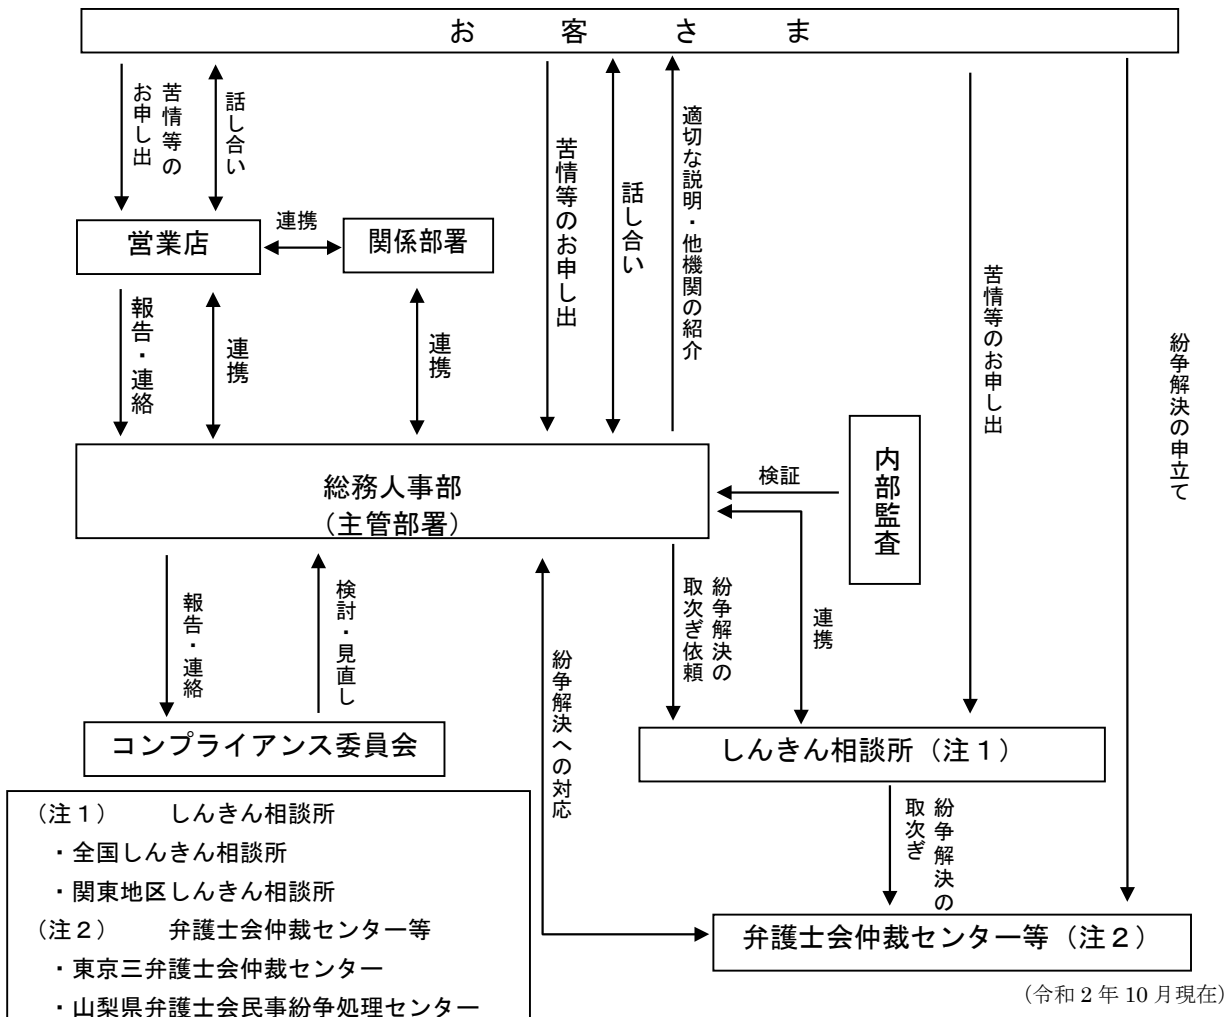 お客さま
苦情等の
お申し出
話し合い
苦情等のお申し出
話し合い
適切な説明・他機関の紹介
苦情等のお申し出
紛争解決の申立て
営業店
連携
関係部署
報告・連絡
連携
連携
総務人事部
（主管部署）
検証
内部監査
報告・連絡
検討・見直し
紛争解決への対応
紛争解決の
取次ぎ依頼
連携
コンプライアンス委員会
しんきん相談所（注１）
紛争解決の
取次ぎ
弁護士会仲裁センター等（注２）
（注１）　しんきん相談所
・全国しんきん相談所
・関東地区しんきん相談所
（注２）　弁護士会仲裁センター等
・東京三弁護士会仲裁センター
・山梨県弁護士会民事紛争処理センター
（令和 2 年 10 月現在）